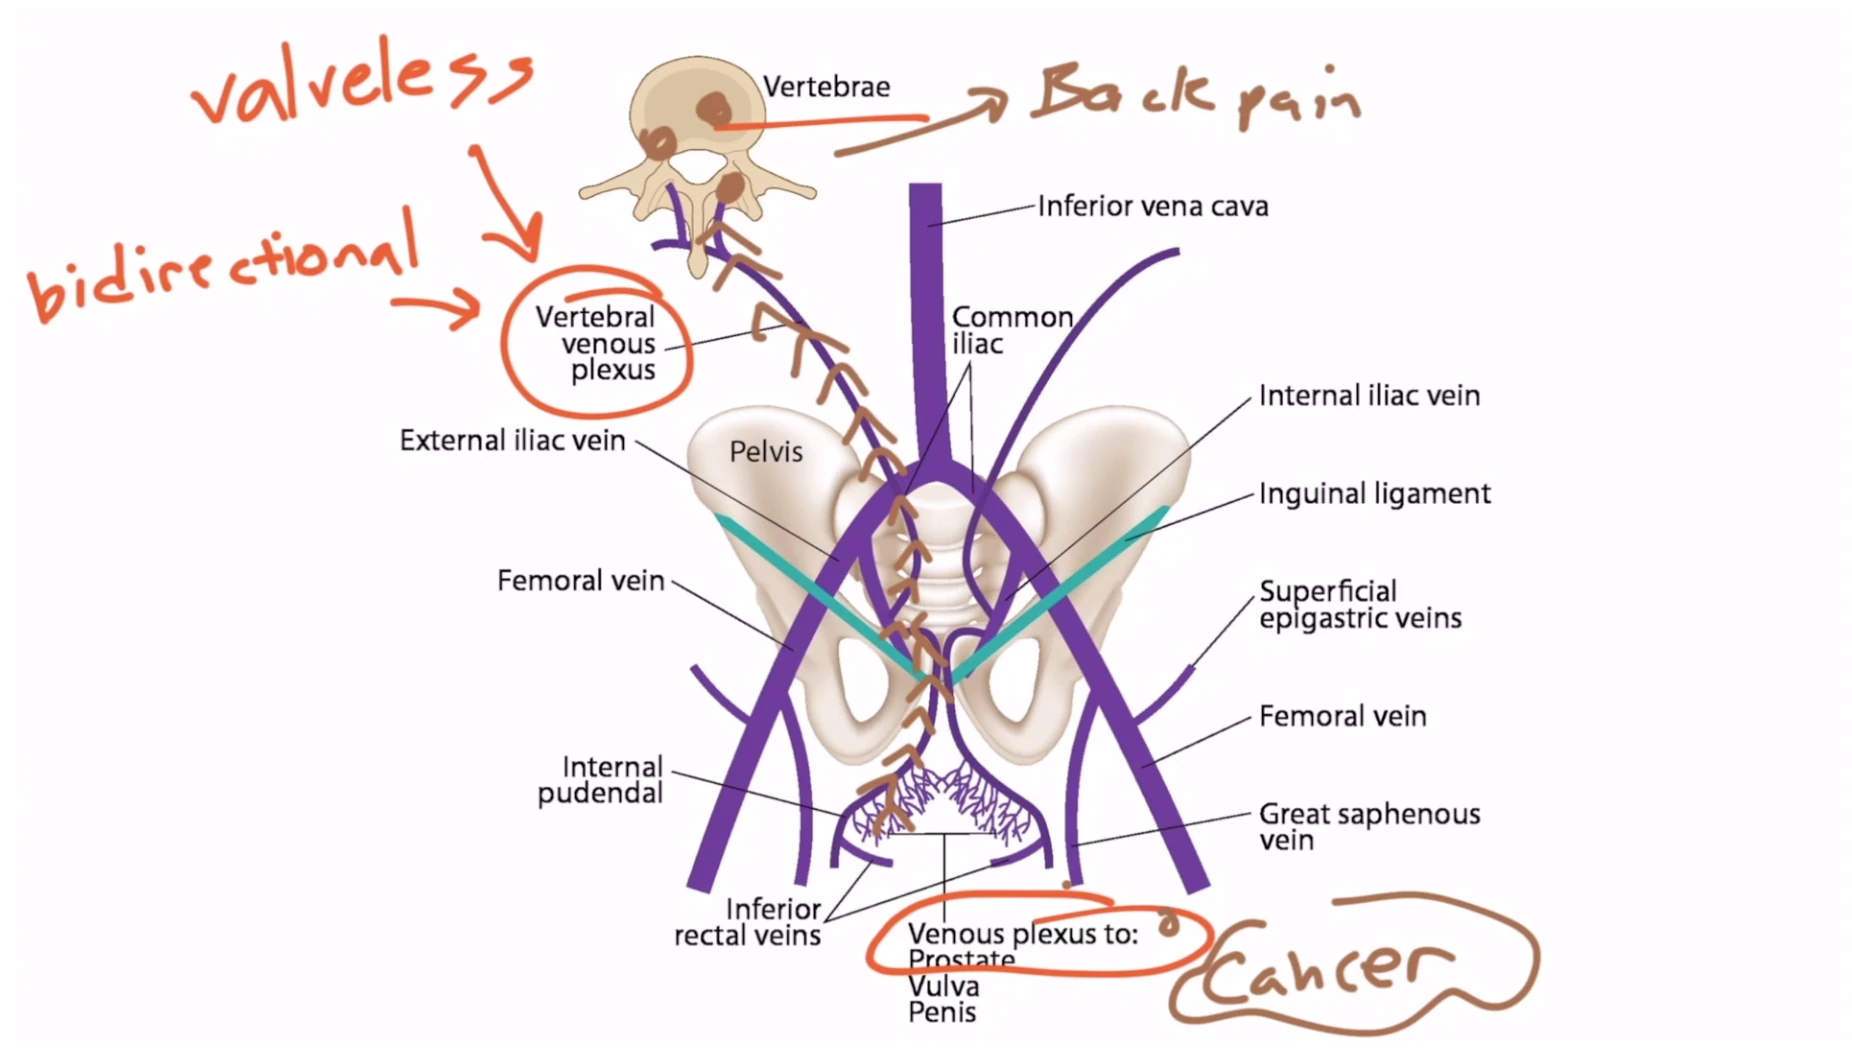 valveless
Vertebrae
Back pain
Inferior vena cava
bidirectional
Vertebral
venous
plexus
Common
iliac
Internal iliac vein
External iliac vein
Pelvis
Inguinal ligament
Femoral vein
Superficial
epigastric veins
Femoral vein
Internal
pudendal
Great saphenous
vein
Inferior
rectal veins
Venous plexus to:
Prostate
Vulva
Penis
Cancer